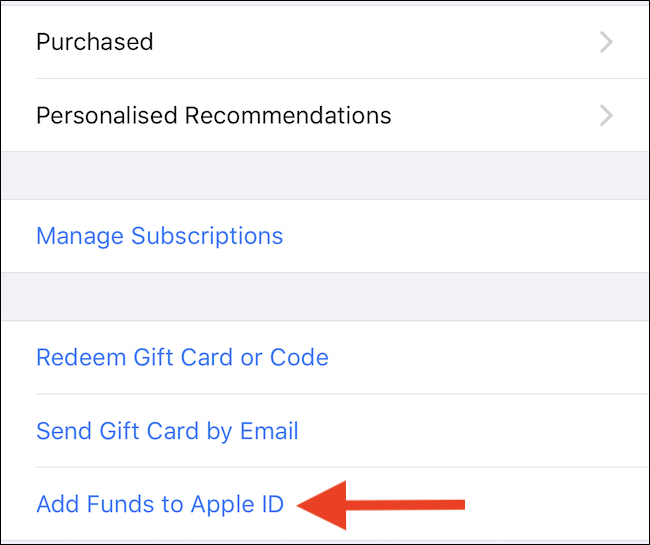 Purchased
Personalised Recommendations
Manage Subscriptions
Redeem Gift Card or Code
Send Gift Card by Email
Add Funds to Apple ID